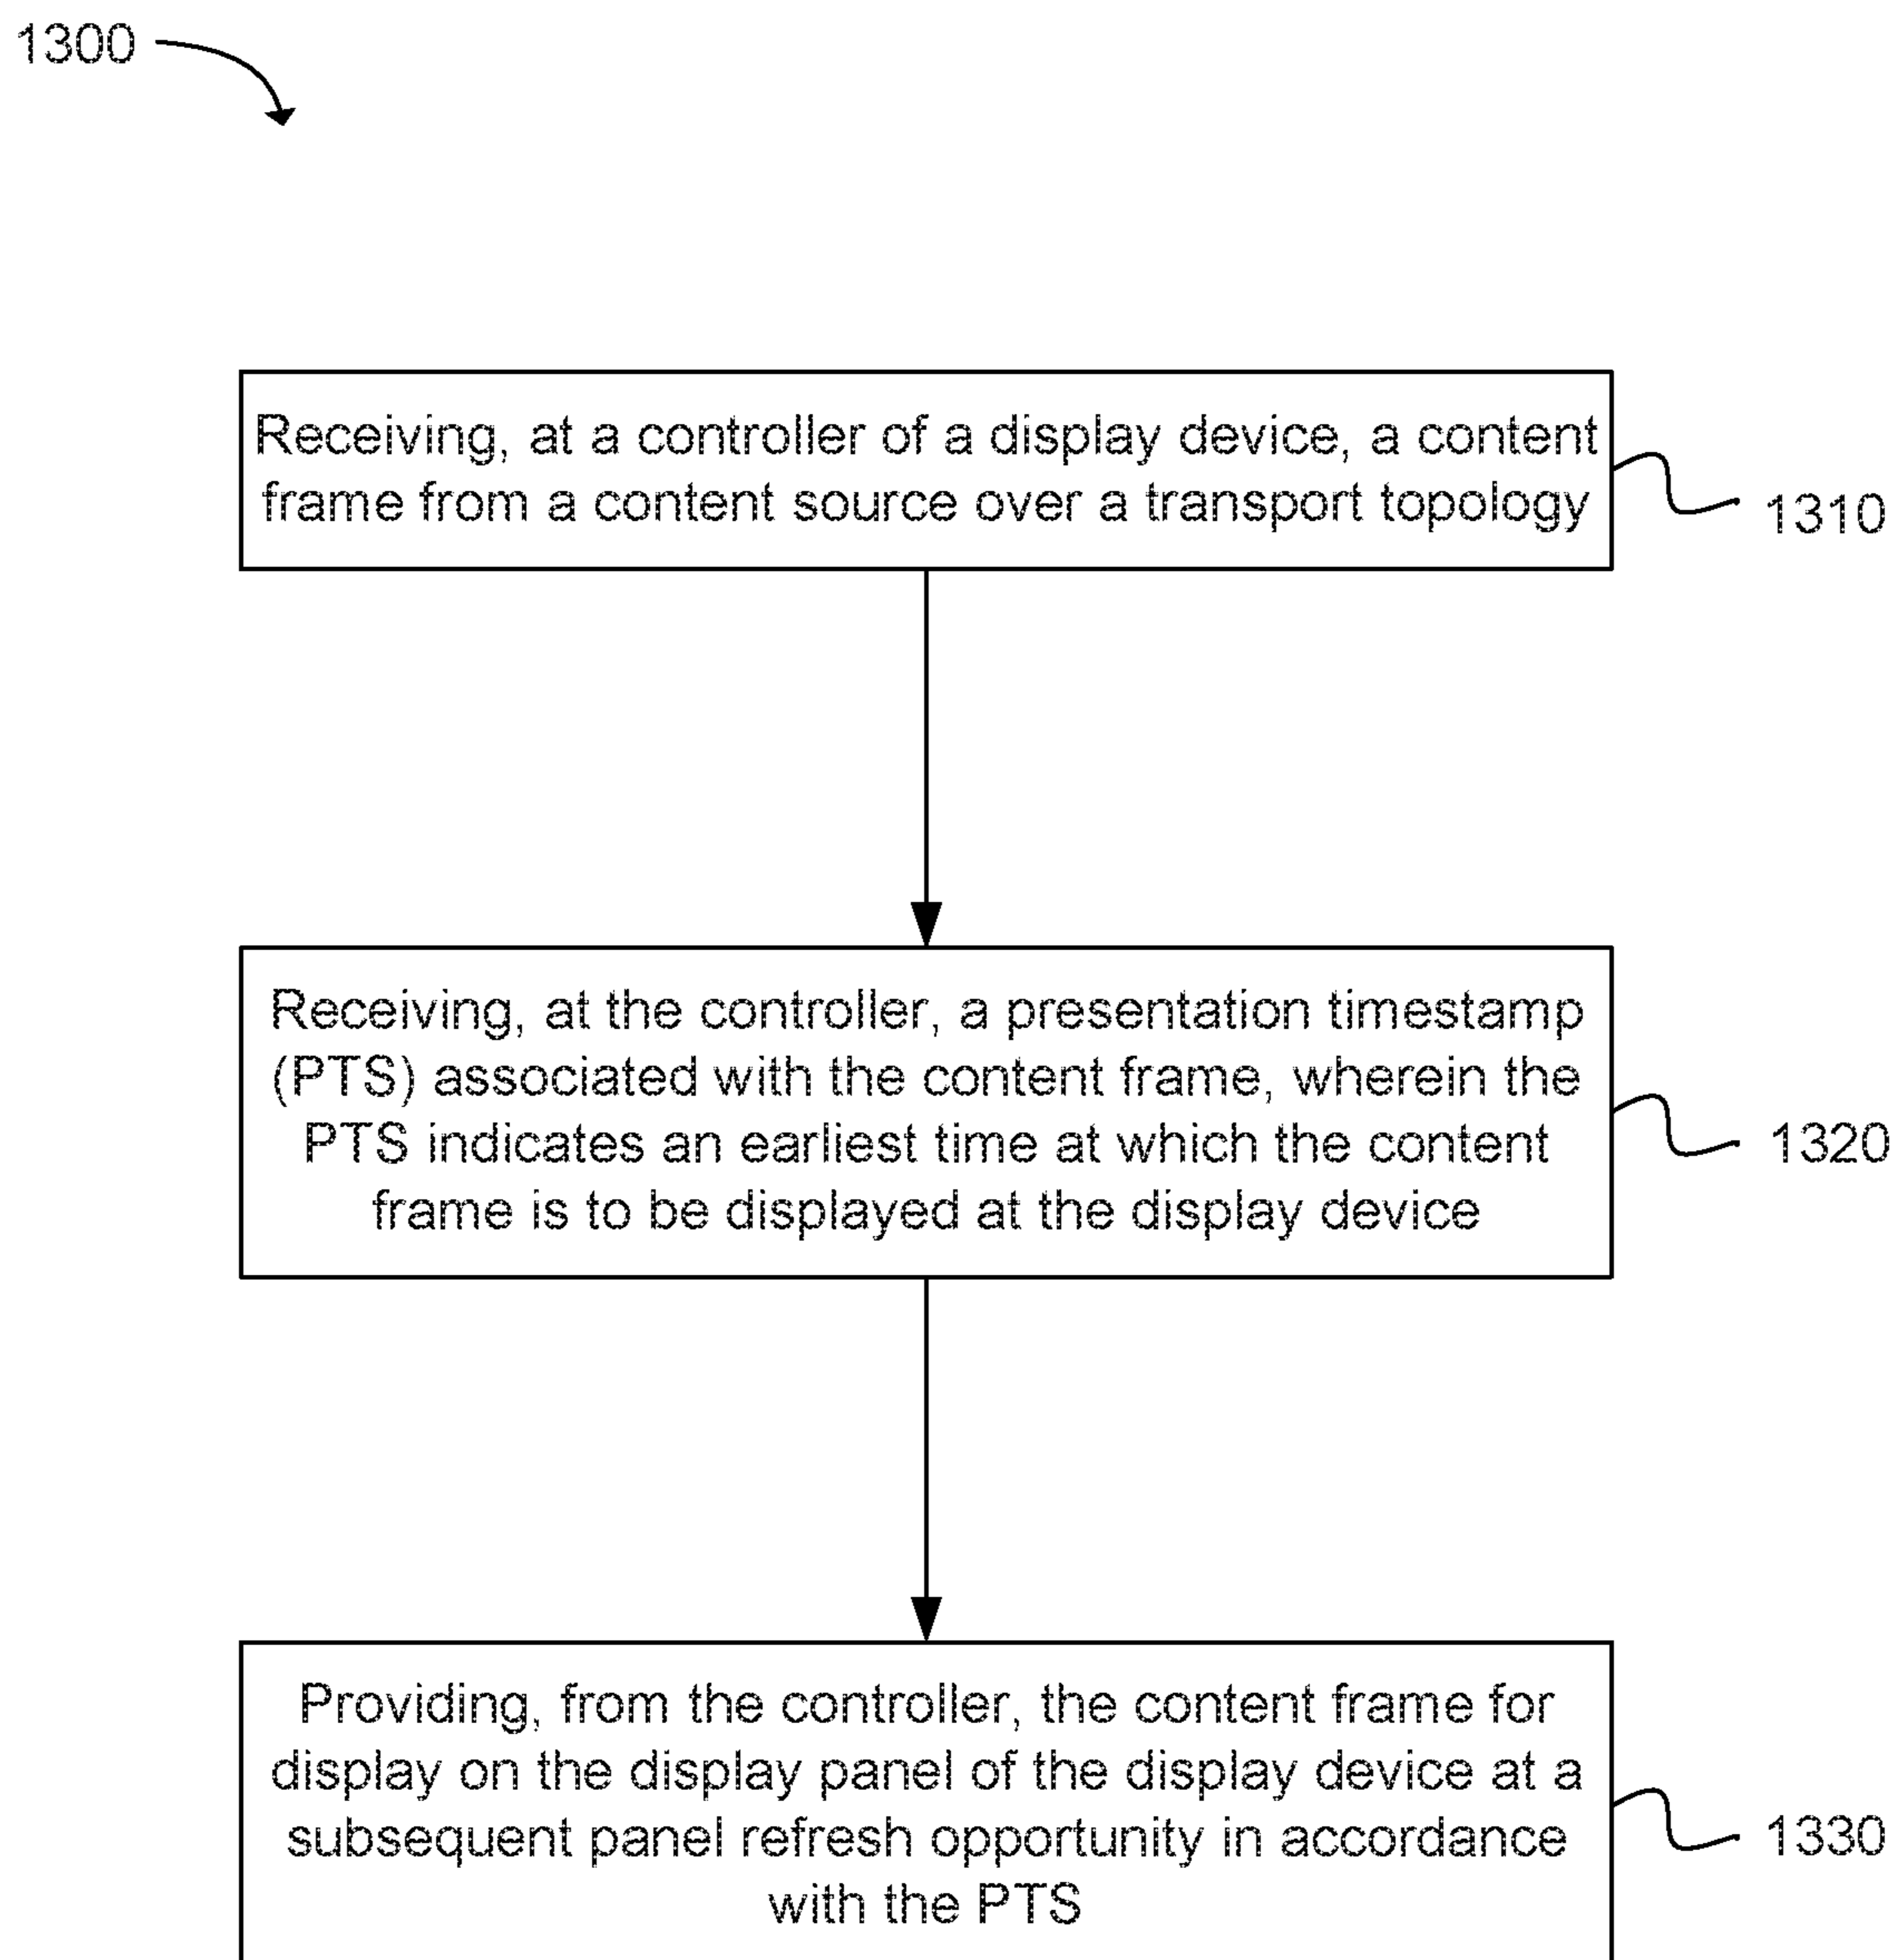 1300
Receiving, at a controller of a display device, a content
frame from a content source over a transport topology
1310
Receiving, at the controller, a presentation timestamp
(PTS) associated with the content frame, wherein the
PTS indicates an earliest time at which the content
frame is to be displayed at the display device
1320
Providing, from the controller, the content frame for
display on the display panel of the display device at a
subsequent panel refresh opportunity in accordance
with the PTS
1330